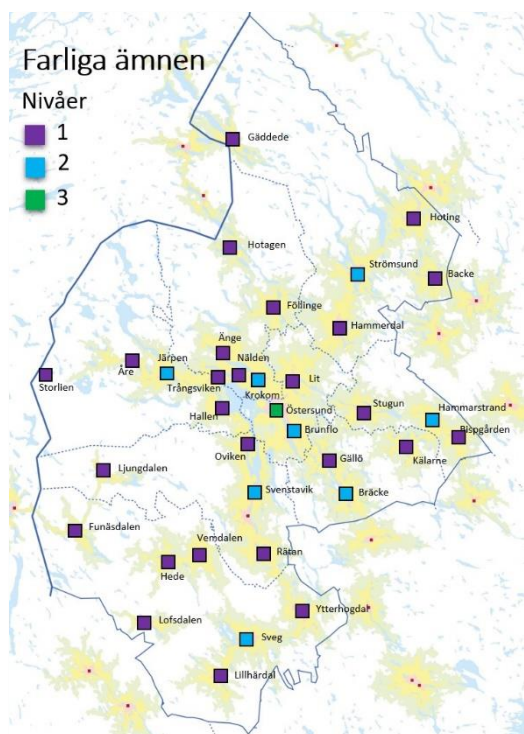 Farliga ämnen
Nivåer
1
2
3
Gäddede
Hoting
Hotagen
Strömsund
Backe
Föllinge
Hammerdal
Änge
Järpen
Nälden
Åre
Storlien
Trångsviken
Krokom
Lit
Hallen
Östersund
Stugun
Hammarstrand
Brunflo
Bispgården
Oviken
Gällö
Kälarne
Ljungdalen
Svenstavik
Bräcke
Funäsdalen
Vemdalen
Rätan
Hede
Ytterhogdal
Lofsdalen
Sveg
Lillhärdal